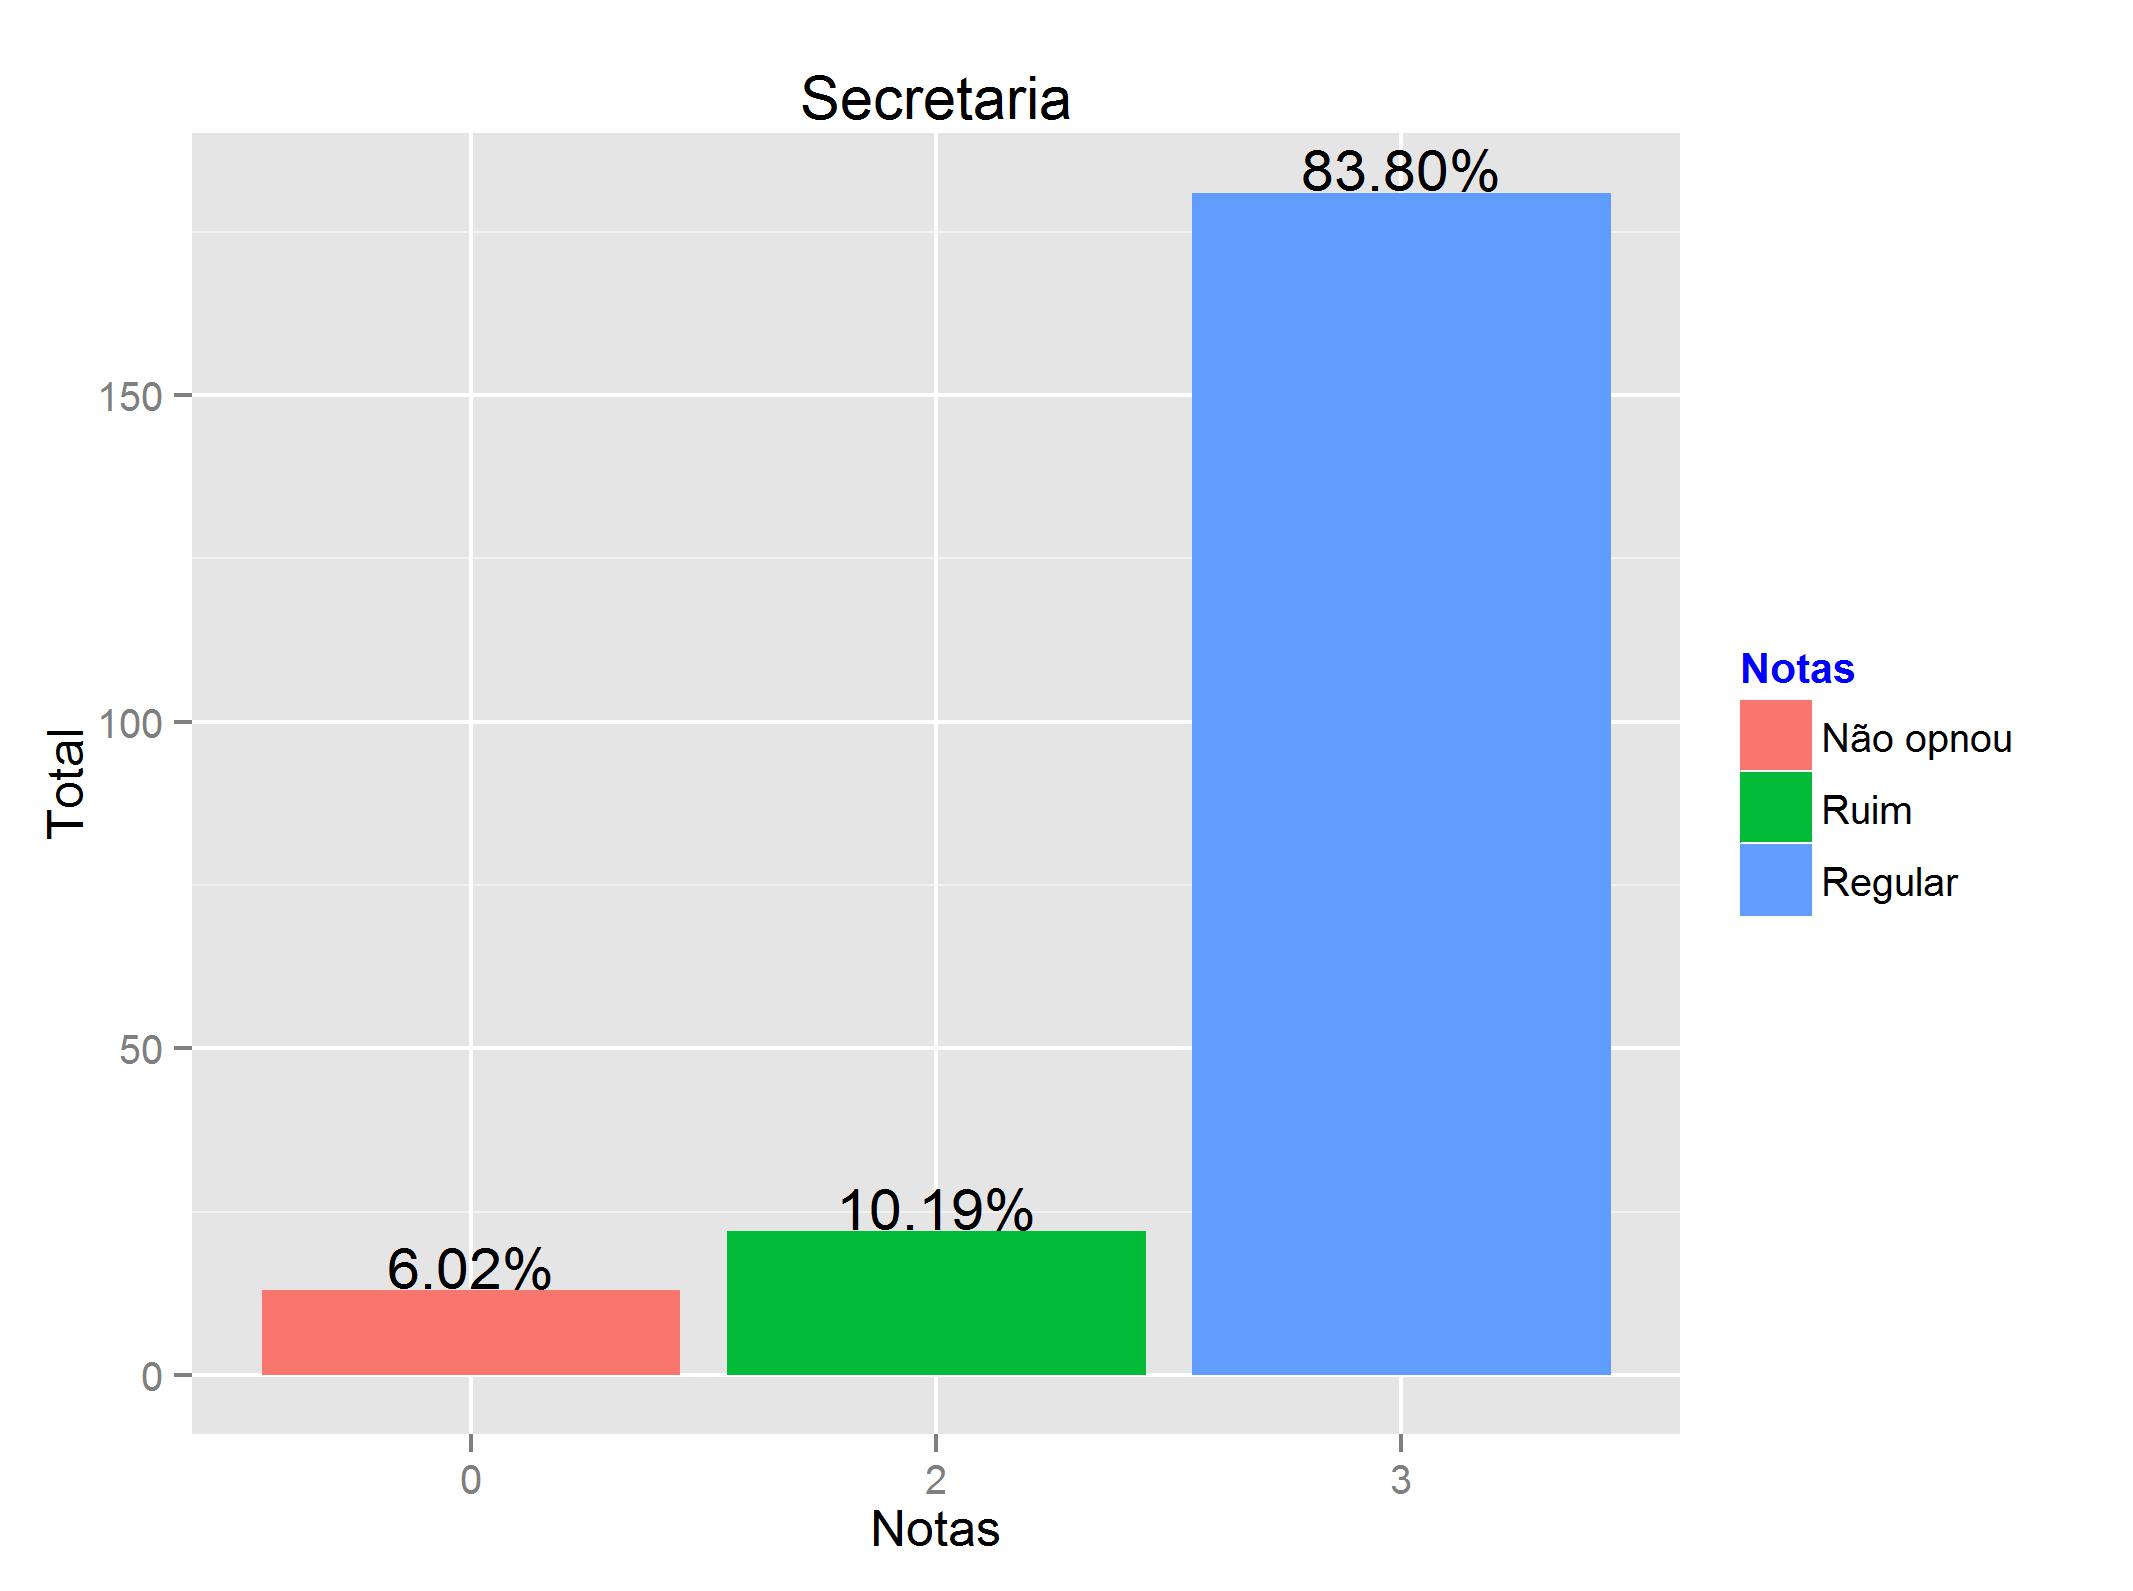 Secretaria
83.80%
10.19%
6.02%
150
100
50
0
Total
0 2 3
Notas
Notas
Não opnou
Ruim
Regular